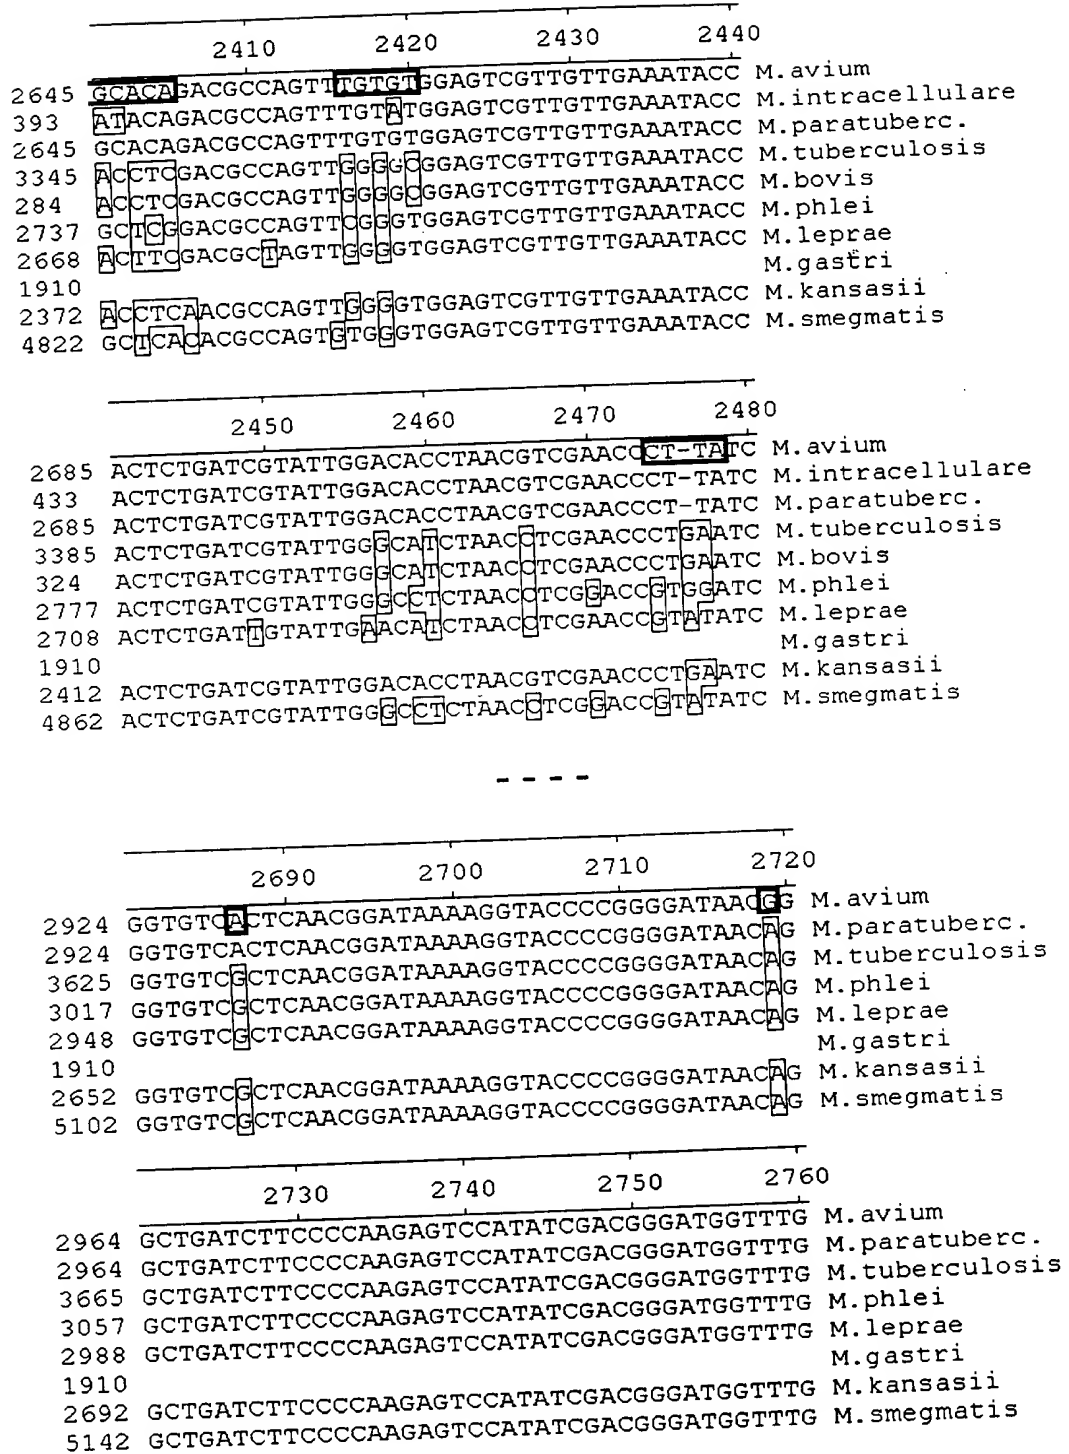 2410 2420 2430 2440
2645 GCACAGACGCCAGTTTGTGTGGAGTCGTTGTTGAAATACC M.avium
393 ATACAGACGCCAGTTTGTATGGAGTCGTTGTTGAAATACC M.intracellulare
2645 GCACAGACGCCAGTTTGTGTGGAGTCGTTGTTGAAATACC M.paratuberc.
3345 ACCTCGACGCCAGTTGGGGCGGAGTCGTTGTTGAAATACC M.tuberculosis
284 ACCTCGACGCCAGTTGGGGCGGAGTCGTTGTTGAAATACC M.bovis
2737 GCTCGGACGCCAGTTCGGGTGGAGTCGTTGTTGAAATACC M.phlei
2668 ACTTCGACGCTAGTTGGGGTGGAGTCGTTGTTGAAATACC M.leprae
1910 M.gastri
2372 ACCTCAACGCCAGTTGGGGTGGAGTCGTTGTTGAAATACC M.kansasii
4822 GCTCACACGCCAGTGTGGGTGGAGTCGTTGTTGAAATACC M.smegmatis
2450 2460 2470 2480
2685 ACTCTGATCGTATTGGACACCTAACGTCGAACCCT-TATC M.avium
433 ACTCTGATCGTATTGGACACCTAACGTCGAACCCT-TATC M.intracellulare
2685 ACTCTGATCGTATTGGACACCTAACGTCGAACCCT-TATC M.paratuberc.
3385 ACTCTGATCGTATTGGGCATCTAACCTCGAACCCTGAATC M.tuberculosis
324 ACTCTGATCGTATTGGGCATCTAACCTCGAACCCTGAATC M.bovis
2777 ACTCTGATCGTATTGGGCCTCTAACCTCGGACCGTGGATC M.phlei
2708 ACTCTGATTGTATTGAACATCTAACCTCGAACCGTATATC M.leprae
1910 M.gastri
2412 ACTCTGATCGTATTGGACACCTAACGTCGAACCCTGAATC M.kansasii
4862 ACTCTGATCGTATTGGGCCTCTAACCTCGGACCGTATATC M.smegmatis
- - - -
2690 2700 2710 2720
2924 GGTGTCACTCAACGGATAAAAGGTACCCCGGGGATAACGG M.avium
2924 GGTGTCACTCAACGGATAAAAGGTACCCCGGGGATAACAG M.paratuberc.
3625 GGTGTCGCTCAACGGATAAAAGGTACCCCGGGGATAACAG M.tuberculosis
3017 GGTGTCGCTCAACGGATAAAAGGTACCCCGGGGATAACAG M.phlei
2948 GGTGTCGCTCAACGGATAAAAGGTACCCCGGGGATAACAG M.leprae
1910 M.gastri
2652 GGTGTCGCTCAACGGATAAAAGGTACCCCGGGGATAACAG M.kansasii
5102 GGTGTCGCTCAACGGATAAAAGGTACCCCGGGGATAACAG M.smegmatis
2730 2740 2750 2760
2964 GCTGATCTTCCCCAAGAGTCCATATCGACGGGATGGTTTG M.avium
2964 GCTGATCTTCCCCAAGAGTCCATATCGACGGGATGGTTTG M.paratuberc.
3665 GCTGATCTTCCCCAAGAGTCCATATCGACGGGATGGTTTG M.tuberculosis
3057 GCTGATCTTCCCCAAGAGTCCATATCGACGGGATGGTTTG M.phlei
2988 GCTGATCTTCCCCAAGAGTCCATATCGACGGGATGGTTTG M.leprae
1910 M.gastri
2692 GCTGATCTTCCCCAAGAGTCCATATCGACGGGATGGTTTG M.kansasii
5142 GCTGATCTTCCCCAAGAGTCCATATCGACGGGATGGTTTG M.smegmatis